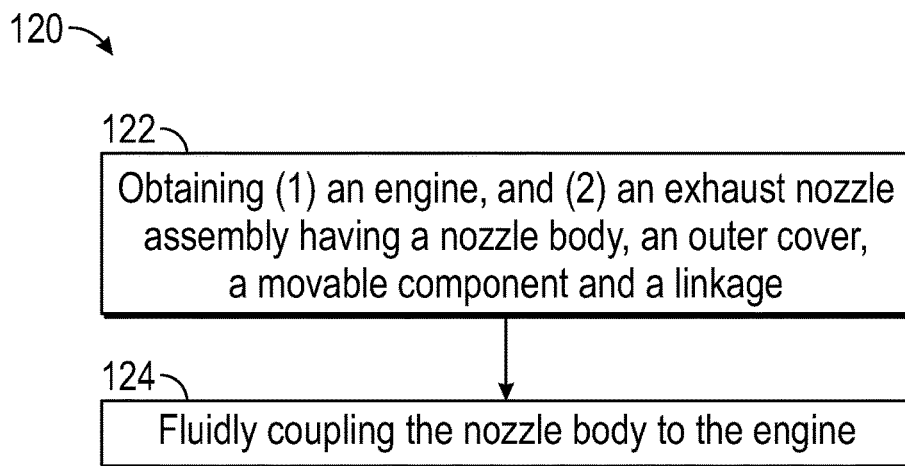 120
122
Obtaining (1) an engine, and (2) an exhaust nozzle
assembly having a nozzle body, an outer cover,
a movable component and a linkage
124
Fluidly coupling the nozzle body to the engine